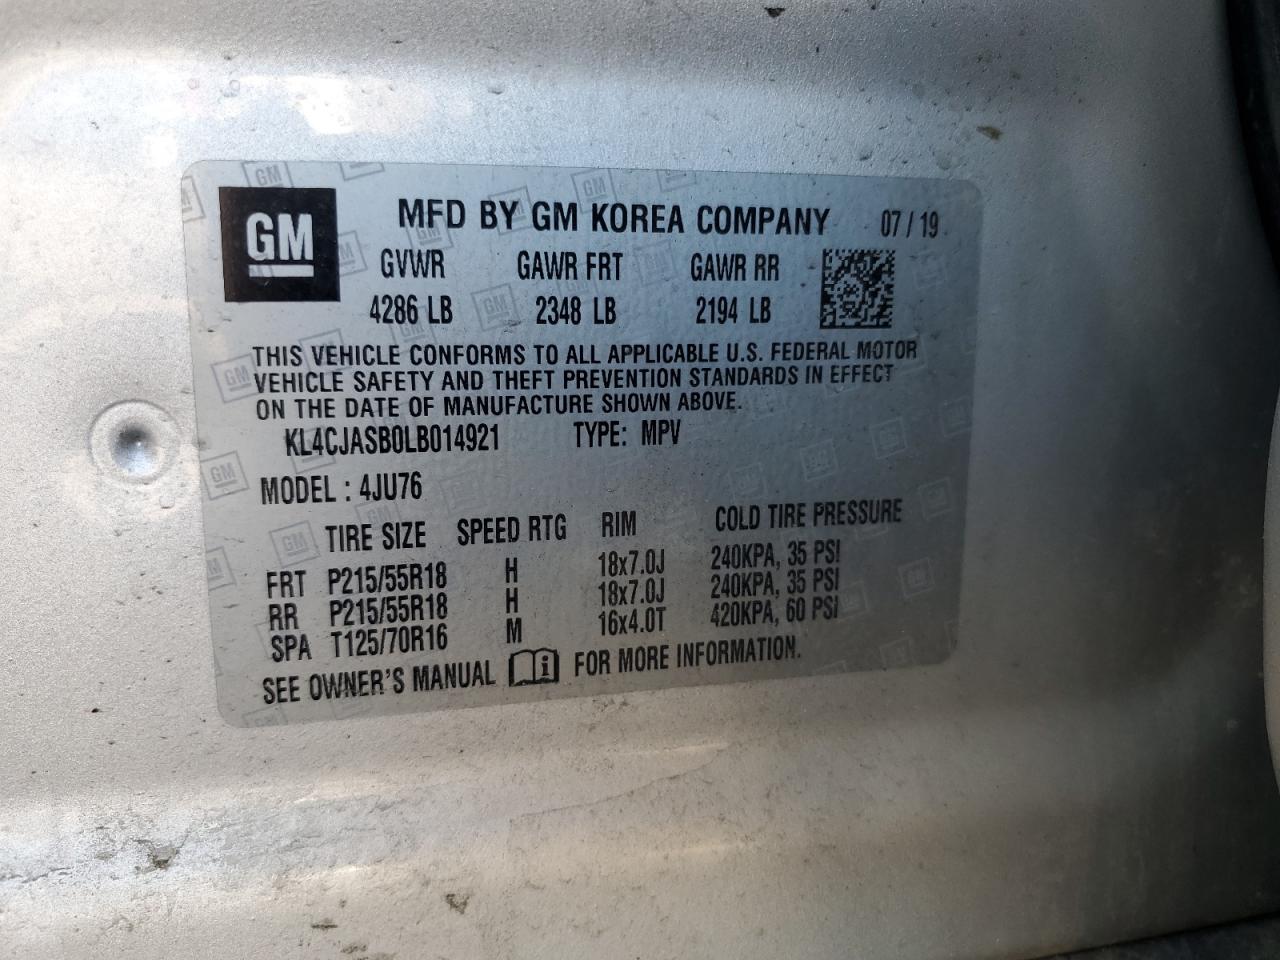 GM
MFD BY GM KOREA COMPANY 07/19
GVWR GAWR FRT GAWR RR
4286 LB 2348 LB 2194 LB
THIS VEHICLE CONFORMS TO ALL APPLICABLE U.S. FEDERAL MOTOR
VEHICLE SAFETY AND THEFT PREVENTION STANDARDS IN EFFECT
ON THE DATE OF MANUFACTURE SHOWN ABOVE.
KL4CJASB0LB014921 TYPE: MPV
MODEL : 4JU76
TIRE SIZE SPEED RTG RIM COLD TIRE PRESSURE
FRT P215/55R18 H 18x7.0J 240KPA, 35 PSI
RR P215/55R18 H 18x7.0J 240KPA, 35 PSI
SPA T125/70R16 M 16x4.0T 420KPA, 60 PSI
SEE OWNER'S MANUAL i FOR MORE INFORMATION.